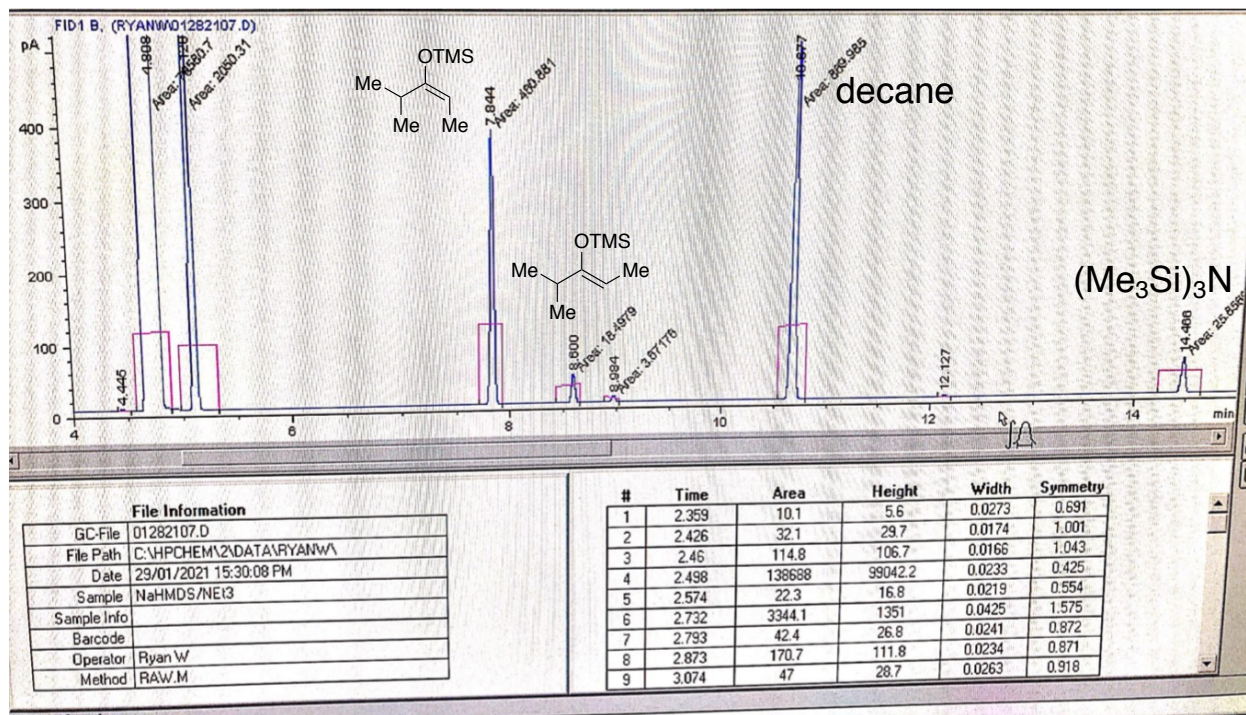 FID1 B, (RYANW\01282107.D)
pA
400
300
200
100
0
4
6
8
10
12
14
min
4.445
4.808
Area: 2050.31
OTMS
Me
Me
Me
7.844
Area: 460.881
OTMS
Me
Me
Me
8.600
Area: 18.4979
8.984
Area: 3.87178
10.677
Area: 889.985
decane
12.127
(Me3Si)3N
14.466
File Information
GC-File 01282107.D
File Path C:\HPCHEM\2\DATA\RYANW\
Date 29/01/2021 15:30:08 PM
Sample NaHMDS/NEt3
Sample Info
Barcode
Operator Ryan W
Method RAW.M
# Time Area Height Width Symmetry
1 2.359 10.1 5.6 0.0273 0.691
2 2.426 32.1 29.7 0.0174 1.001
3 2.46 114.8 106.7 0.0166 1.043
4 2.498 138688 99042.2 0.0233 0.425
5 2.574 22.3 16.8 0.0219 0.554
6 2.732 3344.1 1351 0.0425 1.575
7 2.793 42.4 26.8 0.0241 0.872
8 2.873 170.7 111.8 0.0234 0.871
9 3.074 47 28.7 0.0263 0.918